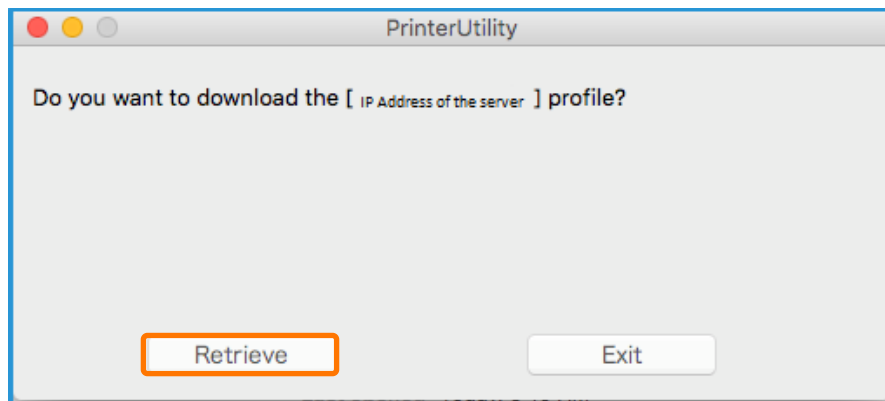 PrinterUtility
Do you want to download the [ IP Address of the server ] profile?
Retrieve
Exit